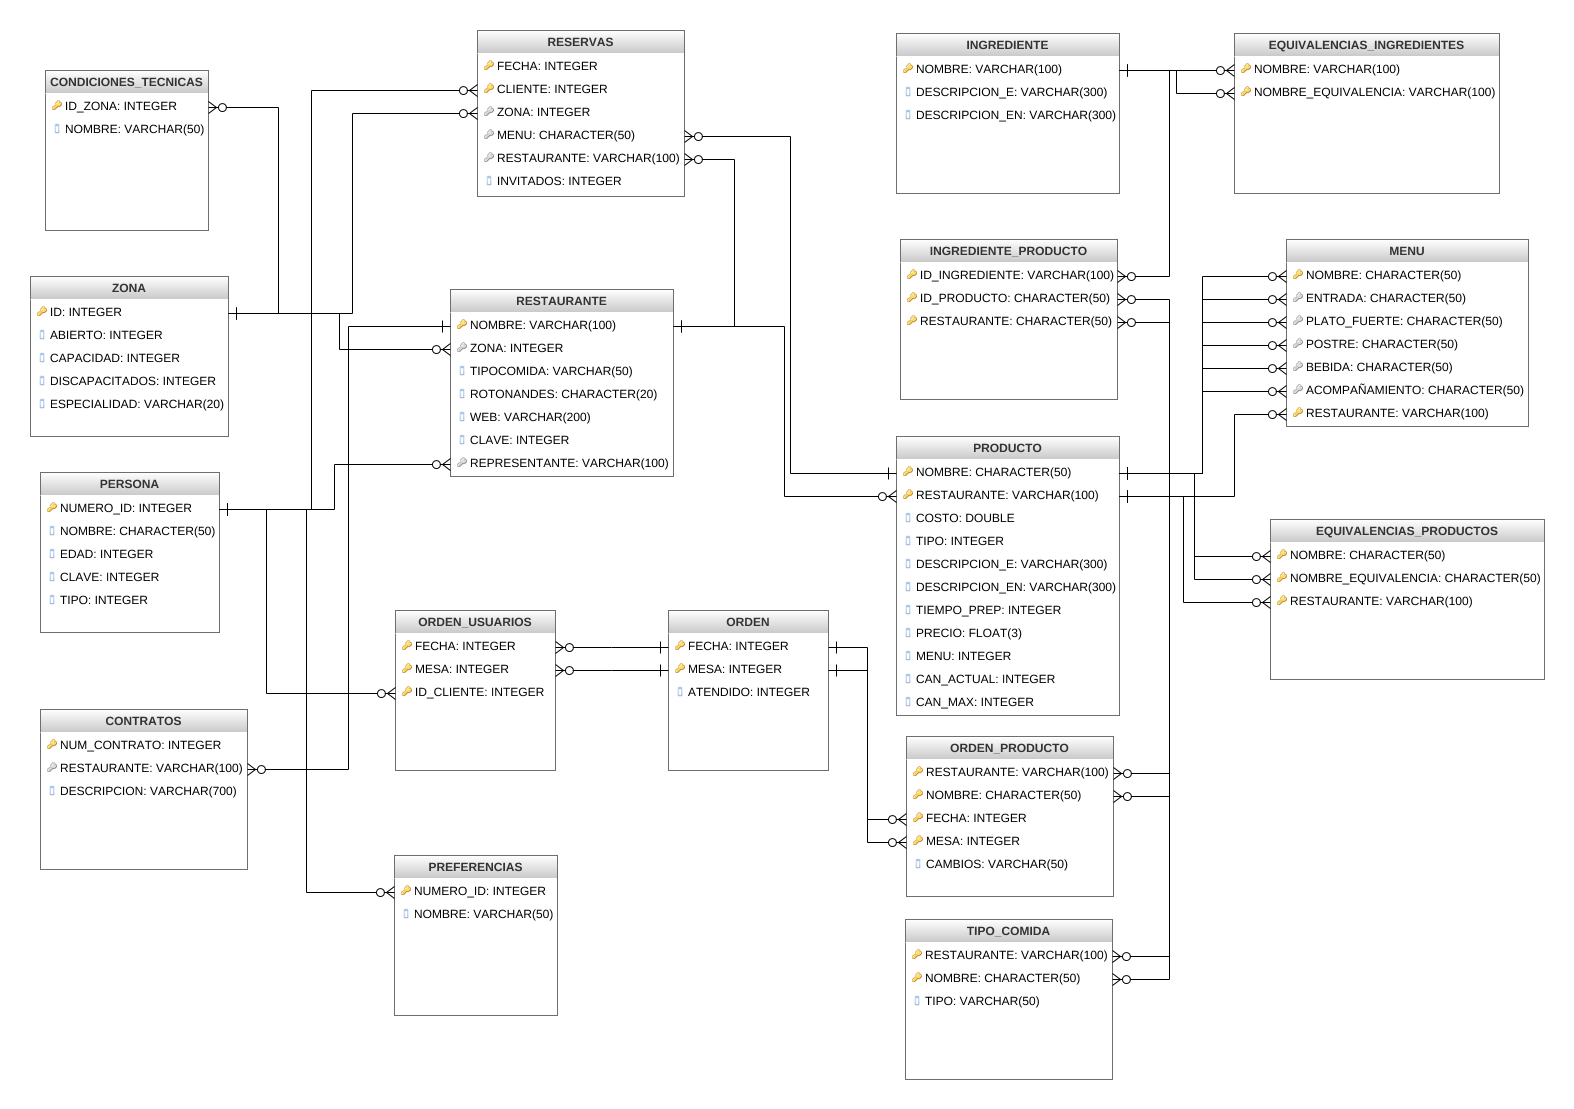 RESERVAS
FECHA: INTEGER
CLIENTE: INTEGER
ZONA: INTEGER
MENU: CHARACTER(50)
RESTAURANTE: VARCHAR(100)
INVITADOS: INTEGER
INGREDIENTE
NOMBRE: VARCHAR(100)
DESCRIPCION_E: VARCHAR(300)
DESCRIPCION_EN: VARCHAR(300)
EQUIVALENCIAS_INGREDIENTES
NOMBRE: VARCHAR(100)
NOMBRE_EQUIVALENCIA: VARCHAR(100)
CONDICIONES_TECNICAS
ID_ZONA: INTEGER
NOMBRE: VARCHAR(50)
INGREDIENTE_PRODUCTO
ID_INGREDIENTE: VARCHAR(100)
ID_PRODUCTO: CHARACTER(50)
RESTAURANTE: CHARACTER(50)
MENU
NOMBRE: CHARACTER(50)
ENTRADA: CHARACTER(50)
PLATO_FUERTE: CHARACTER(50)
POSTRE: CHARACTER(50)
BEBIDA: CHARACTER(50)
ACOMPAÑAMIENTO: CHARACTER(50)
RESTAURANTE: VARCHAR(100)
ZONA
ID: INTEGER
ABIERTO: INTEGER
CAPACIDAD: INTEGER
DISCAPACITADOS: INTEGER
ESPECIALIDAD: VARCHAR(20)
RESTAURANTE
NOMBRE: VARCHAR(100)
ZONA: INTEGER
TIPOCOMIDA: VARCHAR(50)
ROTONANDES: CHARACTER(20)
WEB: VARCHAR(200)
CLAVE: INTEGER
REPRESENTANTE: VARCHAR(100)
PRODUCTO
NOMBRE: CHARACTER(50)
RESTAURANTE: VARCHAR(100)
COSTO: DOUBLE
TIPO: INTEGER
DESCRIPCION_E: VARCHAR(300)
DESCRIPCION_EN: VARCHAR(300)
TIEMPO_PREP: INTEGER
PRECIO: FLOAT(3)
MENU: INTEGER
CAN_ACTUAL: INTEGER
CAN_MAX: INTEGER
PERSONA
NUMERO_ID: INTEGER
NOMBRE: CHARACTER(50)
EDAD: INTEGER
CLAVE: INTEGER
TIPO: INTEGER
EQUIVALENCIAS_PRODUCTOS
NOMBRE: CHARACTER(50)
NOMBRE_EQUIVALENCIA: CHARACTER(50)
RESTAURANTE: VARCHAR(100)
ORDEN_USUARIOS
FECHA: INTEGER
MESA: INTEGER
ID_CLIENTE: INTEGER
ORDEN
FECHA: INTEGER
MESA: INTEGER
ATENDIDO: INTEGER
CONTRATOS
NUM_CONTRATO: INTEGER
RESTAURANTE: VARCHAR(100)
DESCRIPCION: VARCHAR(700)
ORDEN_PRODUCTO
RESTAURANTE: VARCHAR(100)
NOMBRE: CHARACTER(50)
FECHA: INTEGER
MESA: INTEGER
CAMBIOS: VARCHAR(50)
PREFERENCIAS
NUMERO_ID: INTEGER
NOMBRE: VARCHAR(50)
TIPO_COMIDA
RESTAURANTE: VARCHAR(100)
NOMBRE: CHARACTER(50)
TIPO: VARCHAR(50)